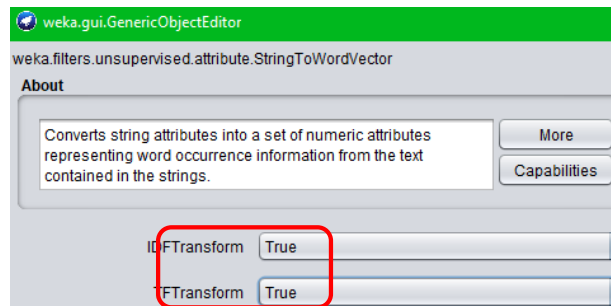 weka.gui.GenericObjectEditor
weka.filters.unsupervised.attribute.StringToWordVector
About
Converts string attributes into a set of numeric attributes
representing word occurrence information from the text
contained in the strings.
More
Capabilities
IDFTransform True
TFTransform True